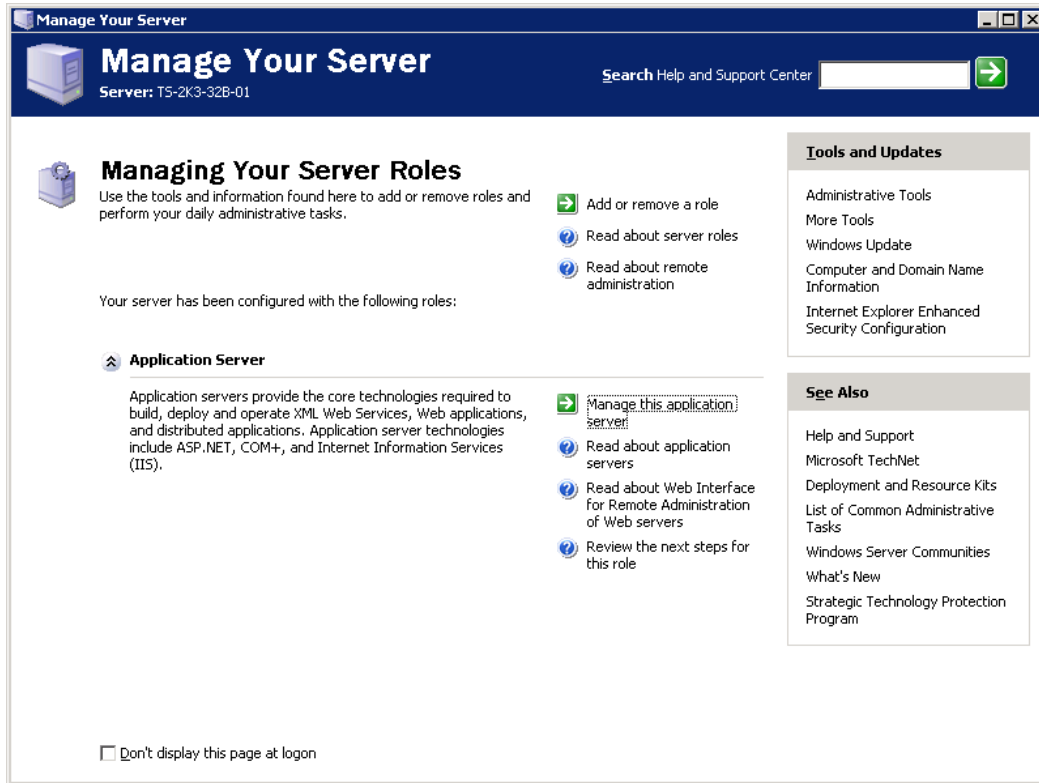 Manage Your Server
Manage Your Server
Server: TS-2K3-32B-01
Search Help and Support Center
Managing Your Server Roles
Use the tools and information found here to add or remove roles and
perform your daily administrative tasks.
Add or remove a role
Read about server roles
Read about remote
administration
Your server has been configured with the following roles:
Application Server
Application servers provide the core technologies required to
build, deploy and operate XML Web Services, Web applications,
and distributed applications. Application server technologies
include ASP.NET, COM+, and Internet Information Services
(IIS).
Manage this application
server
Read about application
servers
Read about Web Interface
for Remote Administration
of Web servers
Review the next steps for
this role
Tools and Updates
Administrative Tools
More Tools
Windows Update
Computer and Domain Name
Information
Internet Explorer Enhanced
Security Configuration
See Also
Help and Support
Microsoft TechNet
Deployment and Resource Kits
List of Common Administrative
Tasks
Windows Server Communities
What's New
Strategic Technology Protection
Program
Don't display this page at logon